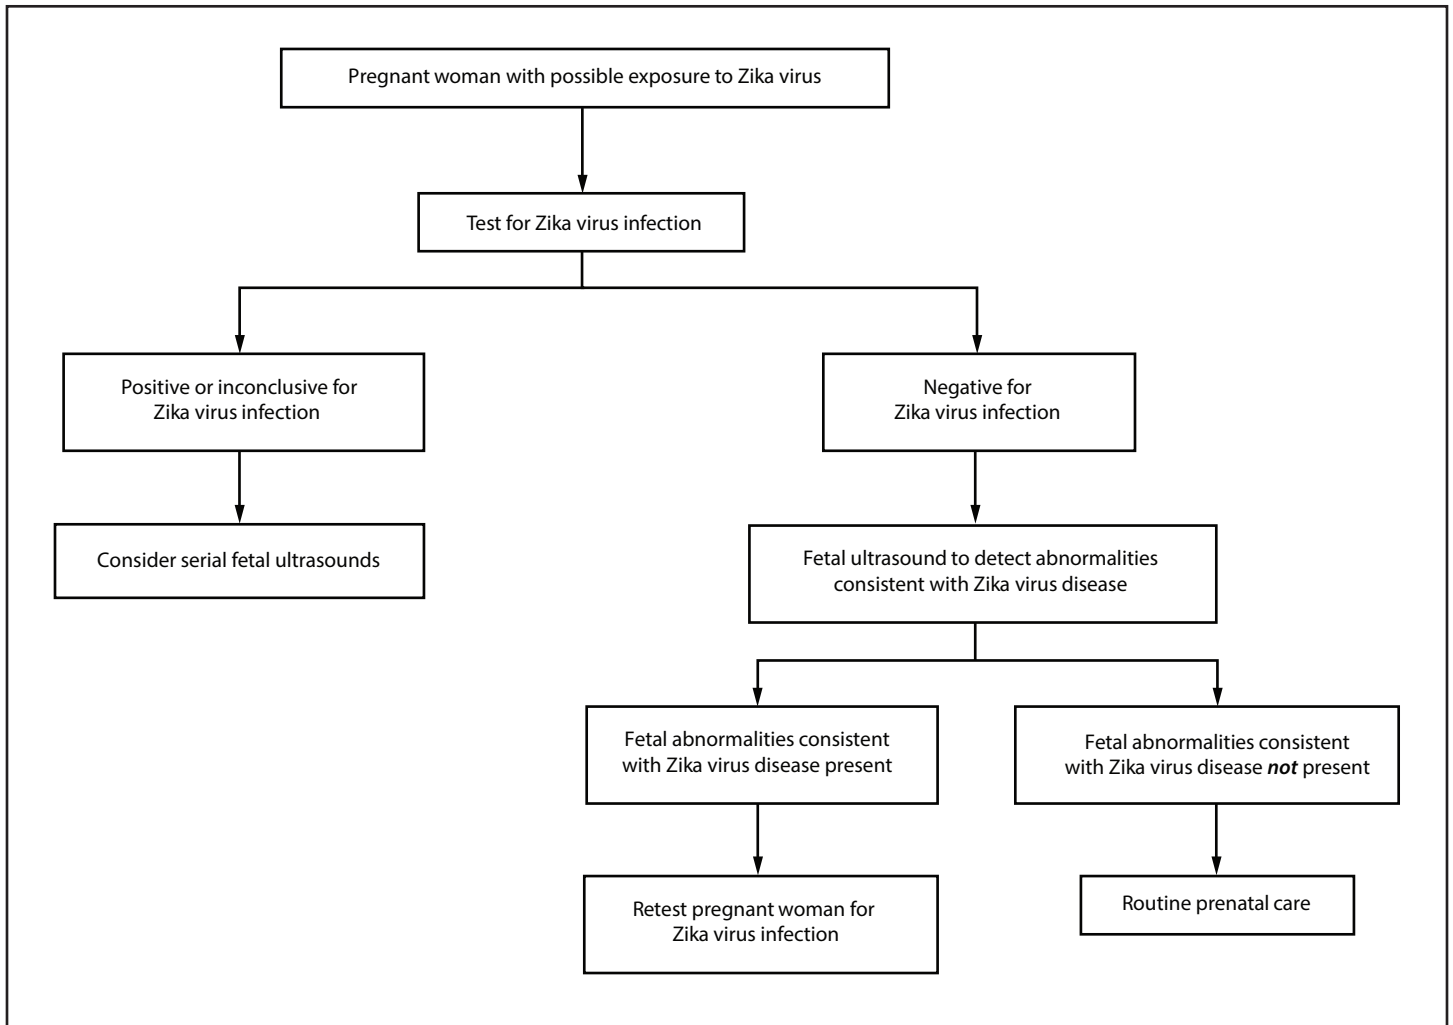 Pregnant woman with possible exposure to Zika virus
Test for Zika virus infection
Positive or inconclusive for
Zika virus infection
Negative for
Zika virus infection
Consider serial fetal ultrasounds
Fetal ultrasound to detect abnormalities
consistent with Zika virus disease
Fetal abnormalities consistent
with Zika virus disease present
Fetal abnormalities consistent
with Zika virus disease not present
Retest pregnant woman for
Zika virus infection
Routine prenatal care